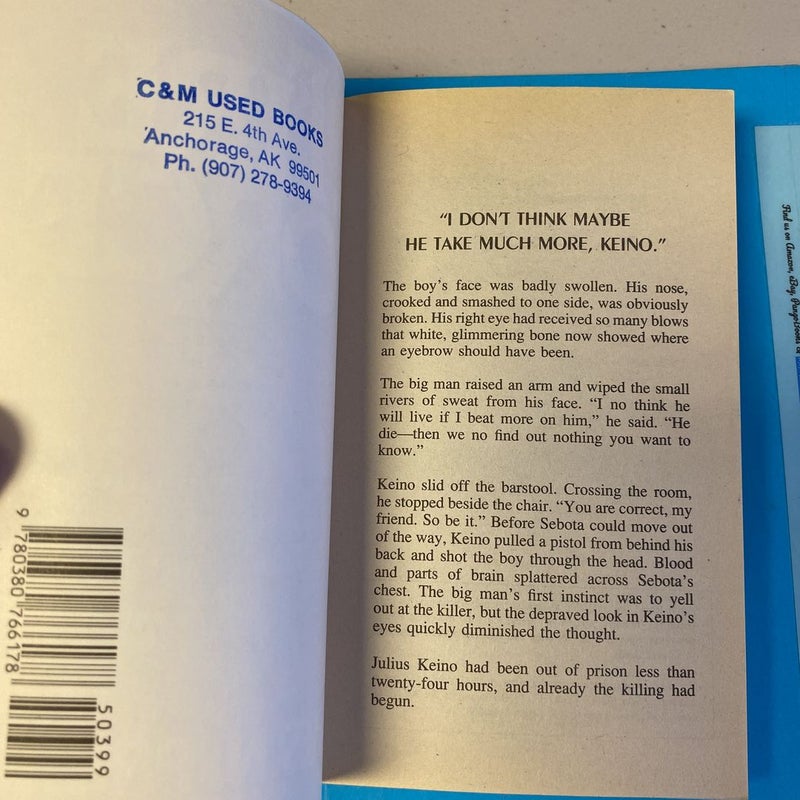 C&M USED BOOKS
215 E. 4th Ave.
Anchorage, AK 99501
Ph. (907) 278-9394
9 780380 766178
50399
“I DON’T THINK MAYBE
HE TAKE MUCH MORE, KEINO.”
The boy’s face was badly swollen. His nose,
crooked and smashed to one side, was obviously
broken. His right eye had received so many blows
that white, glimmering bone now showed where
an eyebrow should have been.
The big man raised an arm and wiped the small
rivers of sweat from his face. “I no think he
will live if I beat more on him,” he said. “He
die—then we no find out nothing you want to
know.”
Keino slid off the barstool. Crossing the room,
he stopped beside the chair. “You are correct, my
friend. So be it.” Before Sebota could move out
of the way, Keino pulled a pistol from behind his
back and shot the boy through the head. Blood
and parts of brain splattered across Sebota’s
chest. The big man’s first instinct was to yell
out at the killer, but the depraved look in Keino’s
eyes quickly diminished the thought.
Julius Keino had been out of prison less than
twenty-four hours, and already the killing had
begun.
Find us on Amazon, eBay, PangoBooks